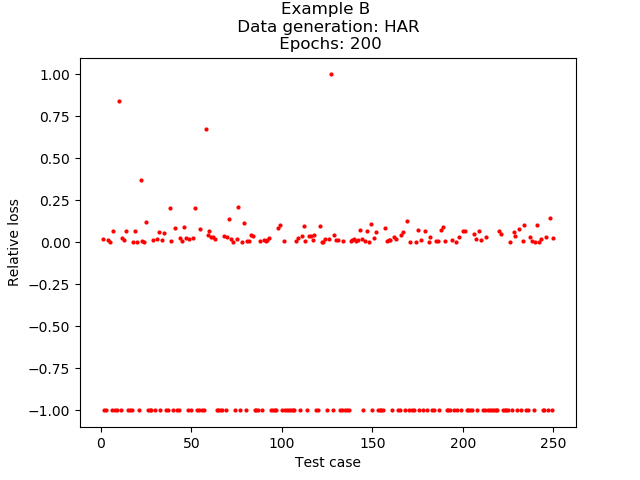 Example B
Data generation: HAR
Epochs: 200
1.00
0.75
0.50
0.25
0.00
−0.25
−0.50
−0.75
−1.00
Relative loss
0 50 100 150 200 250
Test case